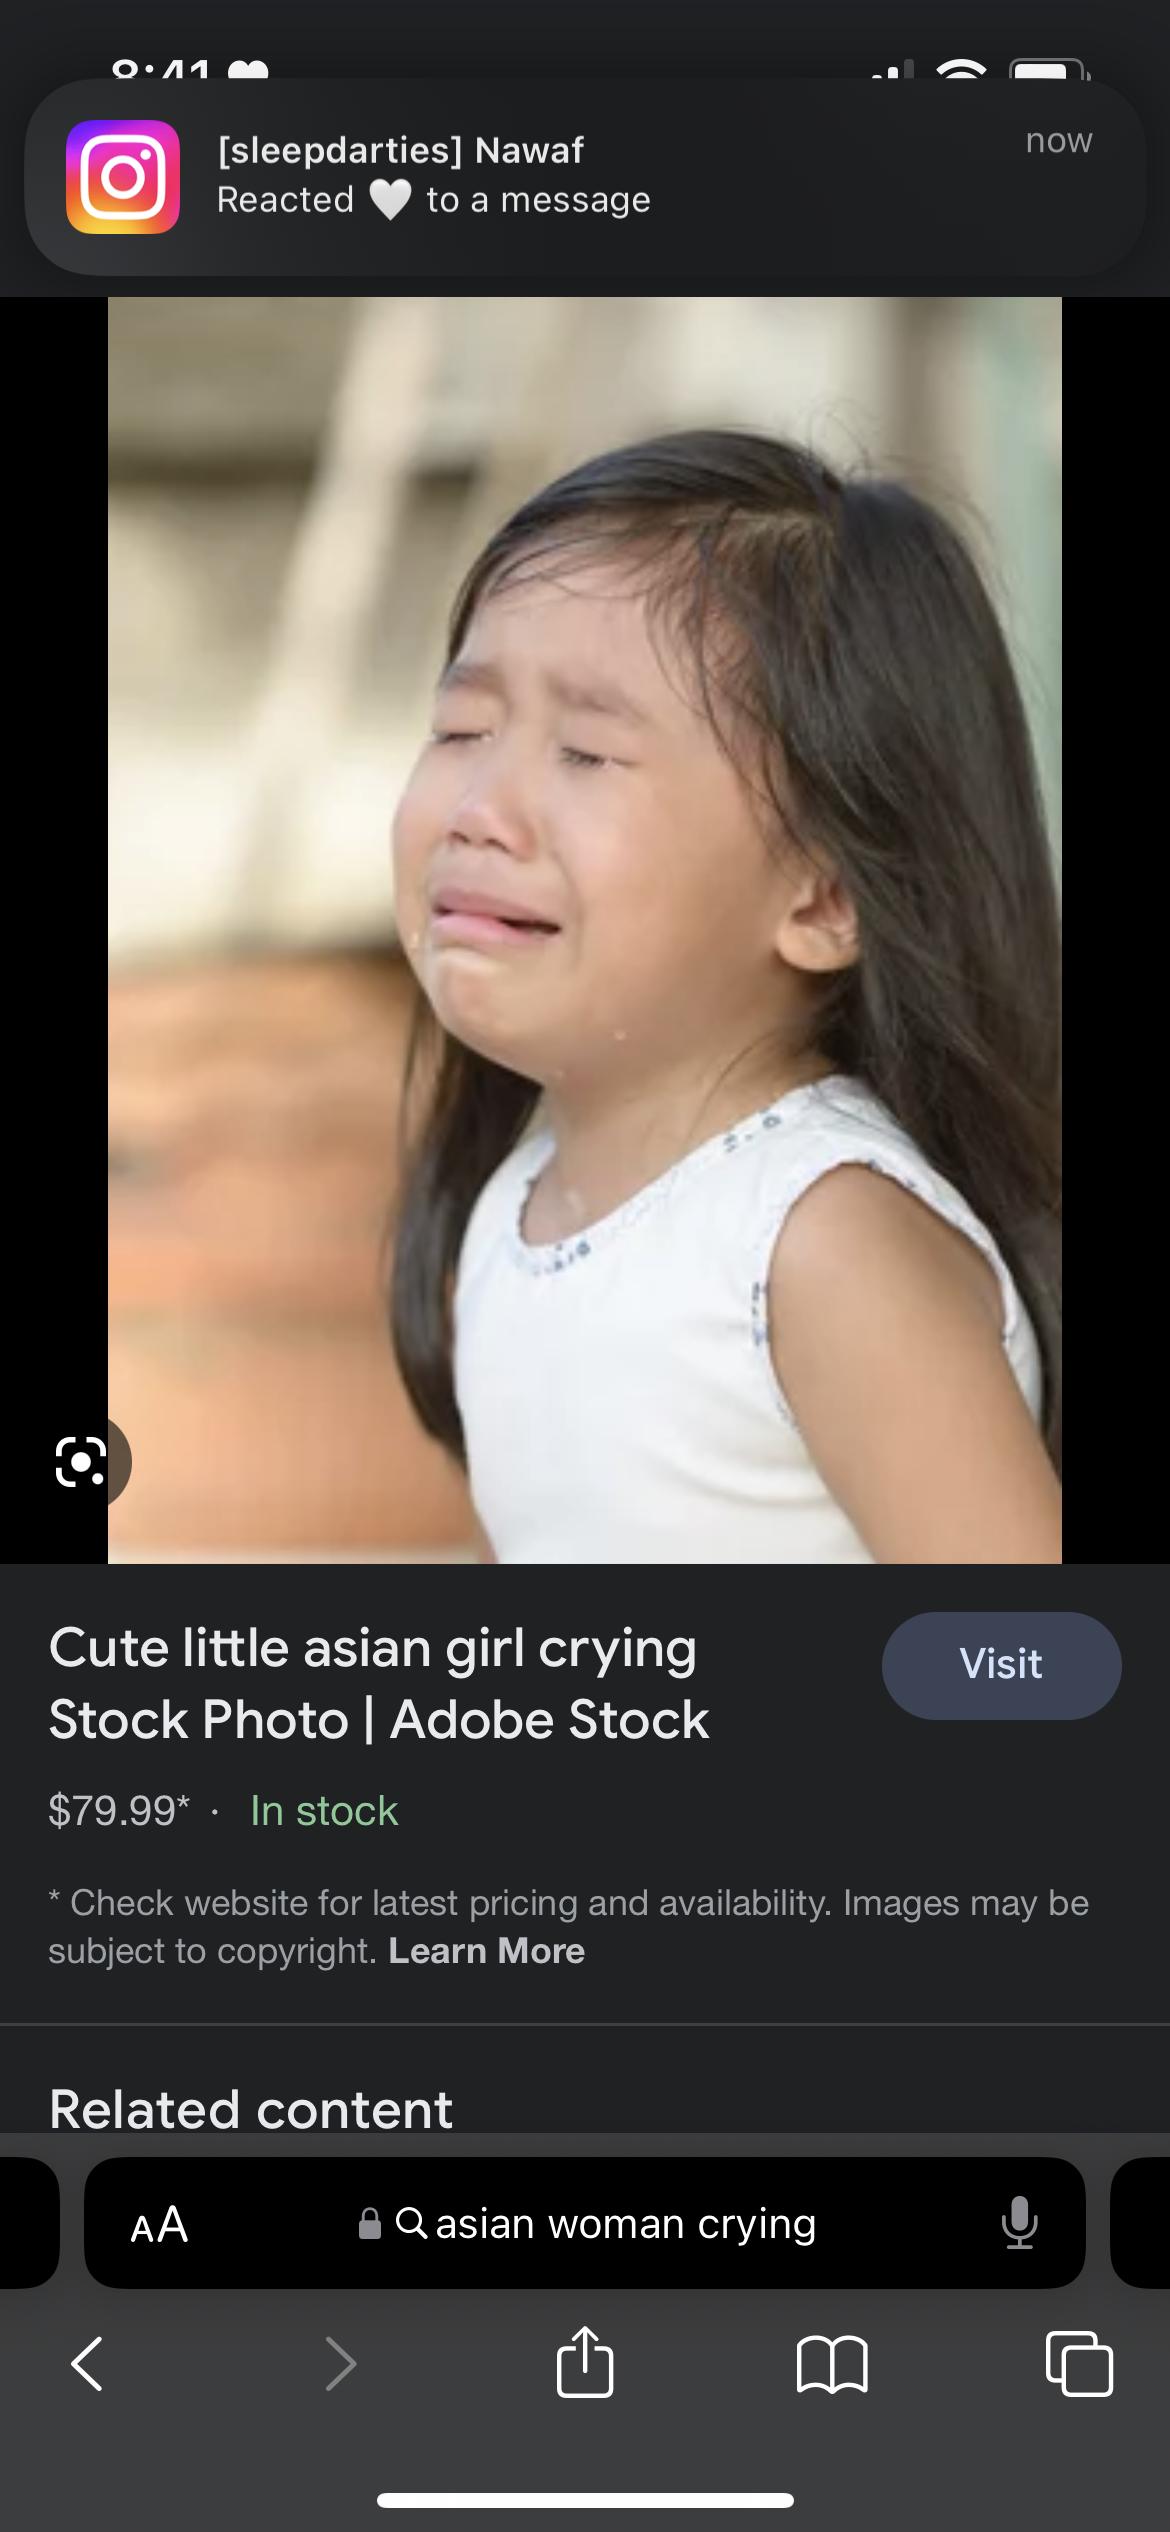 8:41
[sleepdarties] Nawaf
now
Reacted 🤍 to a message
Cute little asian girl crying
Stock Photo | Adobe Stock
Visit
$79.99* · In stock
* Check website for latest pricing and availability. Images may be
subject to copyright. Learn More
Related content
AA
asian woman crying